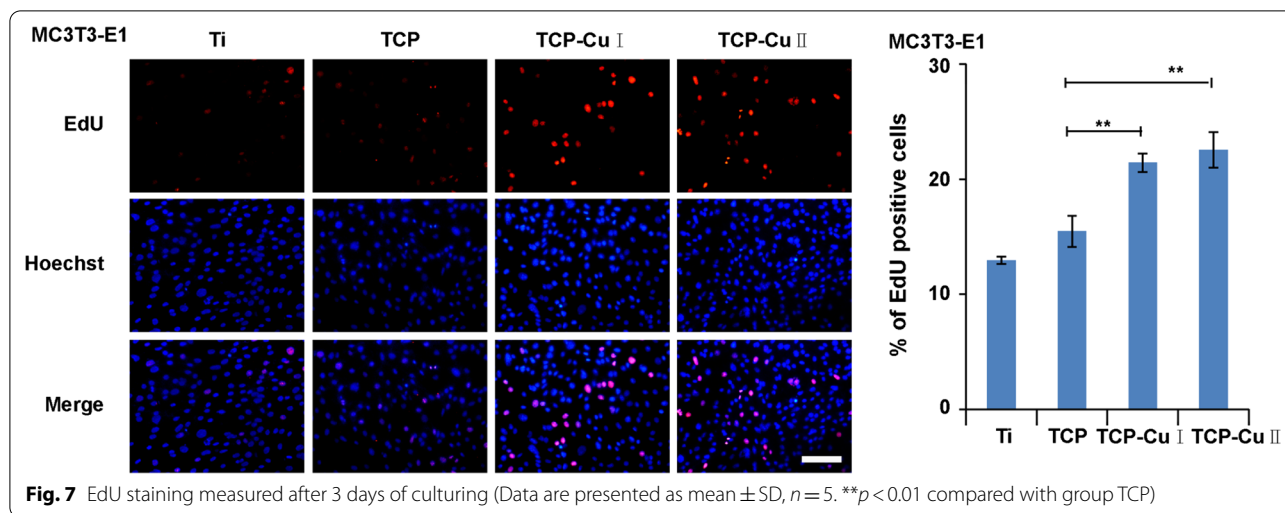 MC3T3-E1
Ti TCP TCP-Cu Ⅰ TCP-Cu Ⅱ
EdU
Hoechst
Merge
MC3T3-E1
% of EdU positive cells
30
20
10
0
**
**
Ti TCP TCP-Cu Ⅰ TCP-Cu Ⅱ
Fig. 7 EdU staining measured after 3 days of culturing (Data are presented as mean ± SD, n = 5. **p < 0.01 compared with group TCP)